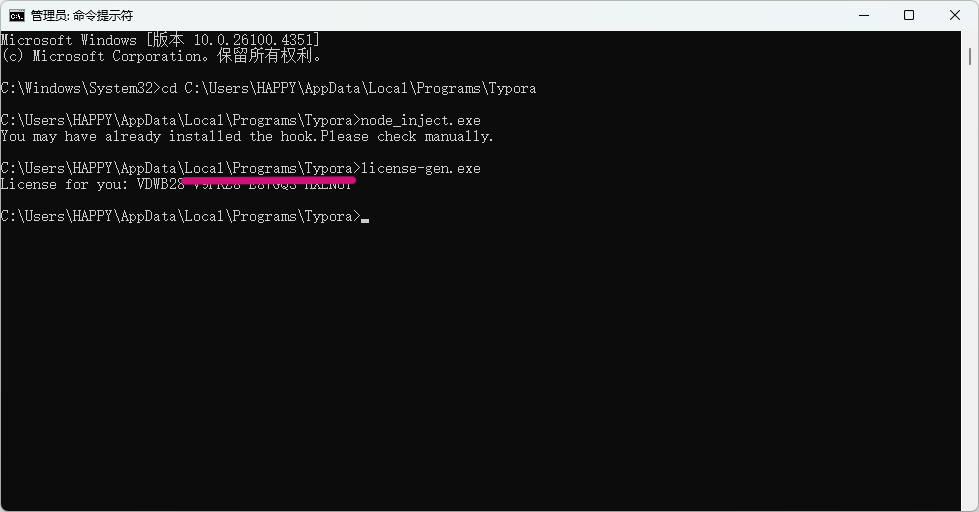 管理员: 命令提示符
Microsoft Windows [版本 10.0.26100.4351]
(c) Microsoft Corporation。保留所有权利。
C:\Windows\System32>cd C:\Users\HAPPY\AppData\Local\Programs\Typora
C:\Users\HAPPY\AppData\Local\Programs\Typora>node_inject.exe
You may have already installed the hook.Please check manually.
C:\Users\HAPPY\AppData\Local\Programs\Typora>license-gen.exe
License for you: VDWB28
C:\Users\HAPPY\AppData\Local\Programs\Typora>